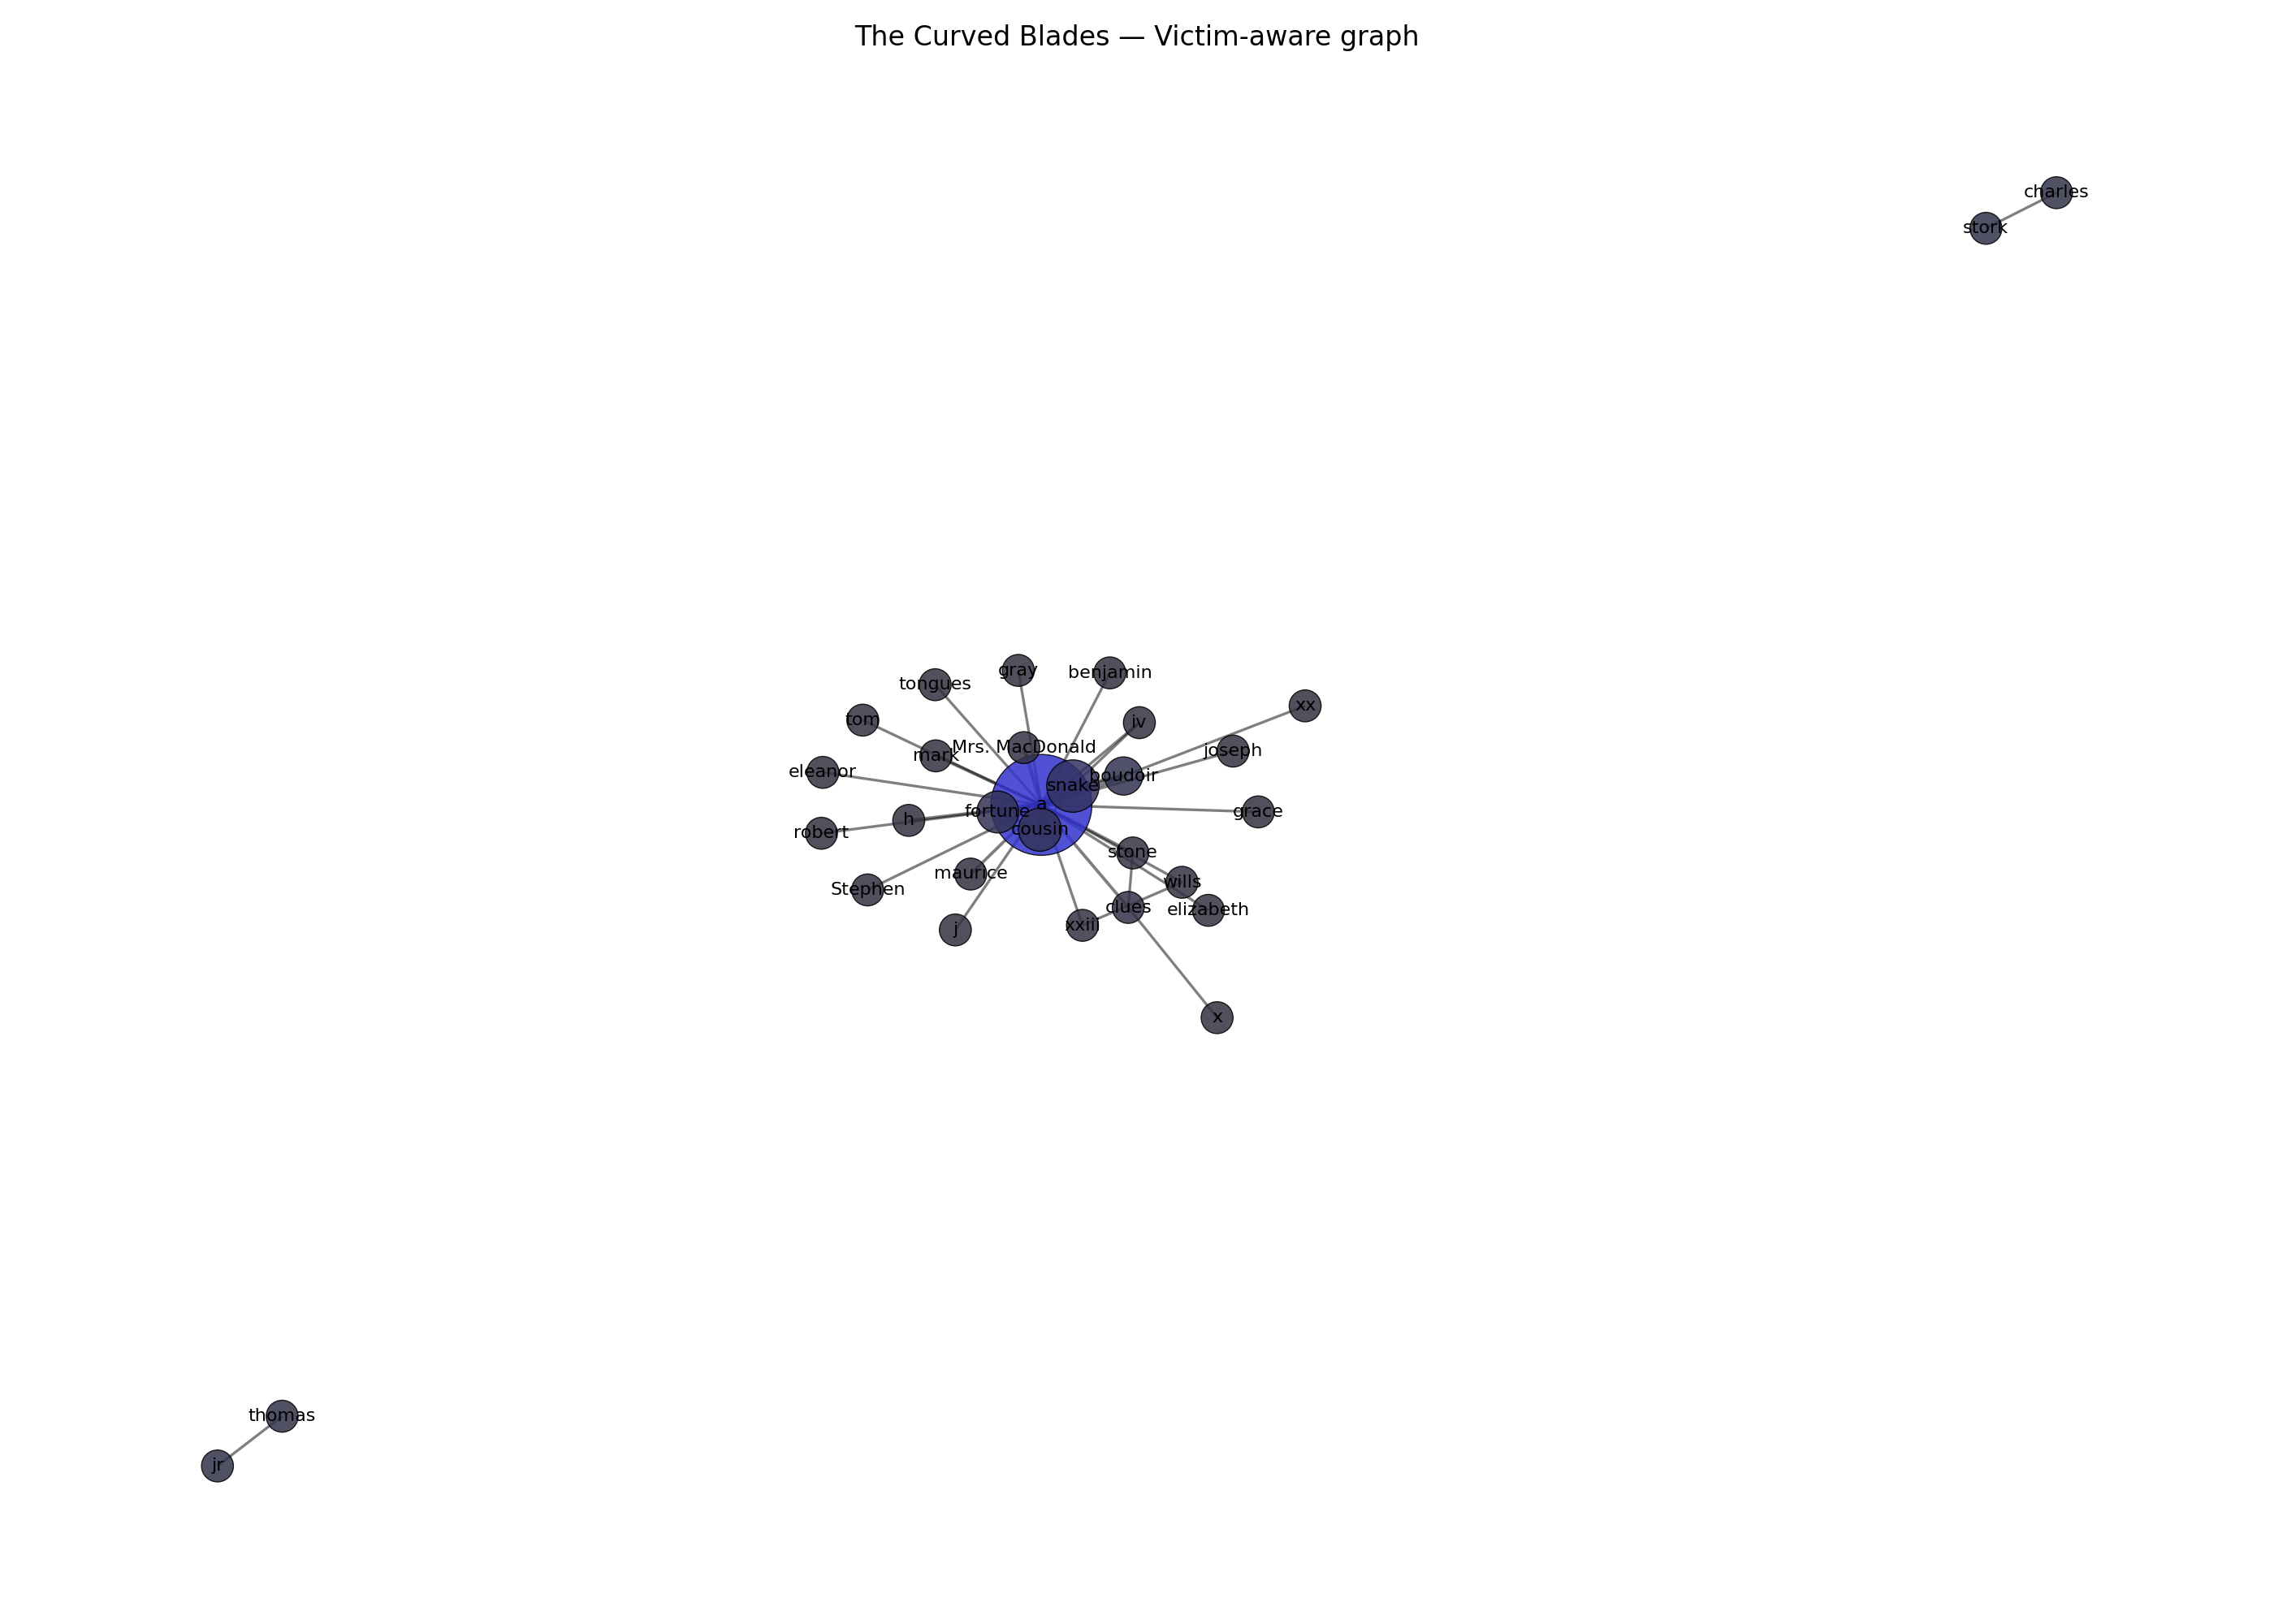 The Curved Blades — Victim-aware graph
charles
stork
gray
benjamin
tongues
xx
tom
iv
Mrs. MacDonald
joseph
mark
eleanor
boudoir
snake
a
fortune
grace
h
cousin
robert
stone
maurice
wills
Stephen
clues
elizabeth
xxiii
j
x
thomas
jr